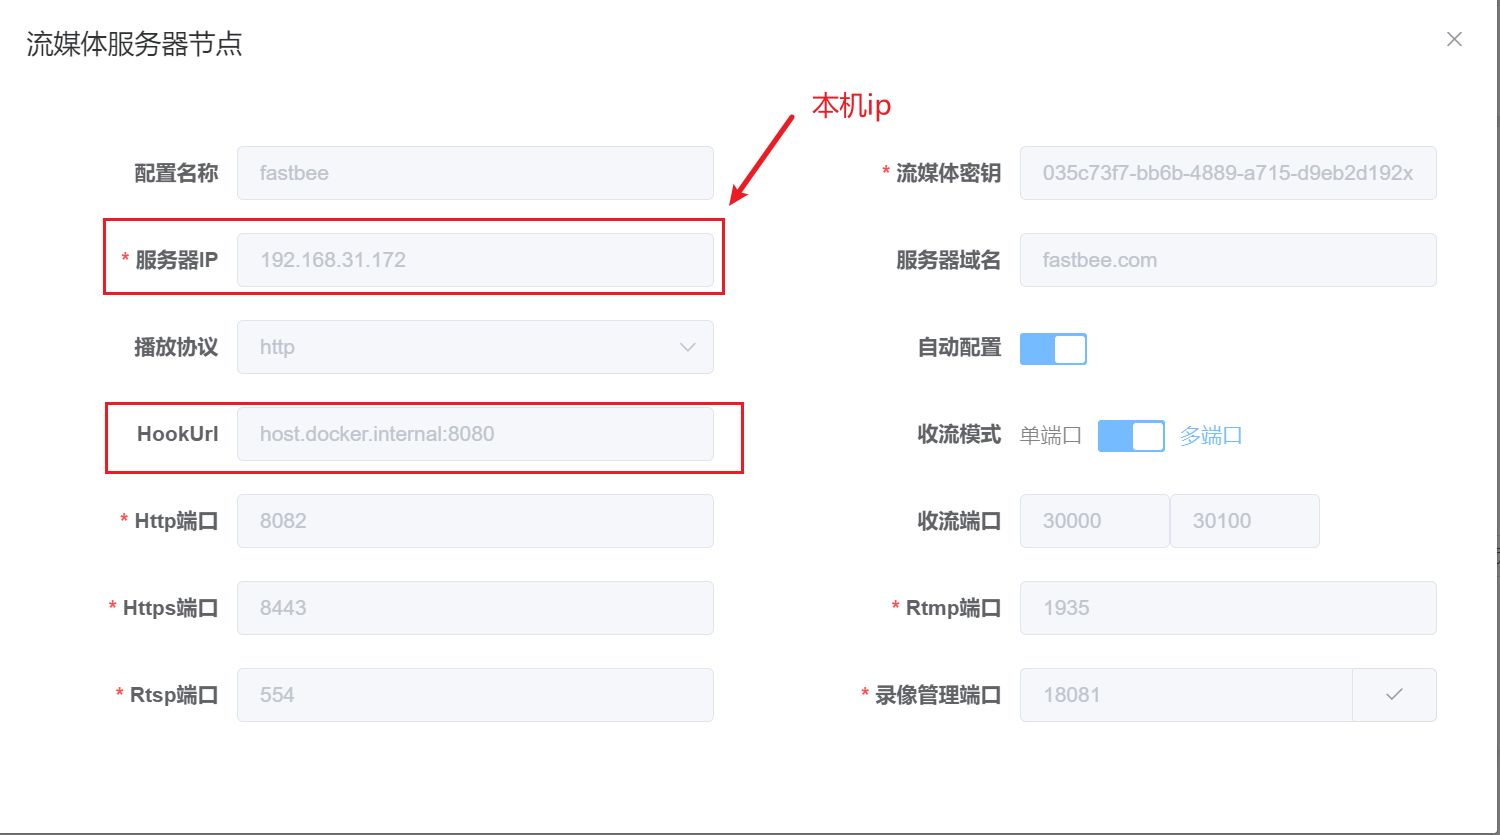 流媒体服务器节点
本机ip
配置名称 fastbee
* 流媒体密钥 035c73f7-bb6b-4889-a715-d9eb2d192x
* 服务器IP 192.168.31.172
服务器域名 fastbee.com
播放协议 http
自动配置
HookUrl host.docker.internal:8080
收流模式 单端口 多端口
* Http端口 8082
收流端口 30000 30100
* Https端口 8443
* Rtmp端口 1935
* Rtsp端口 554
* 录像管理端口 18081